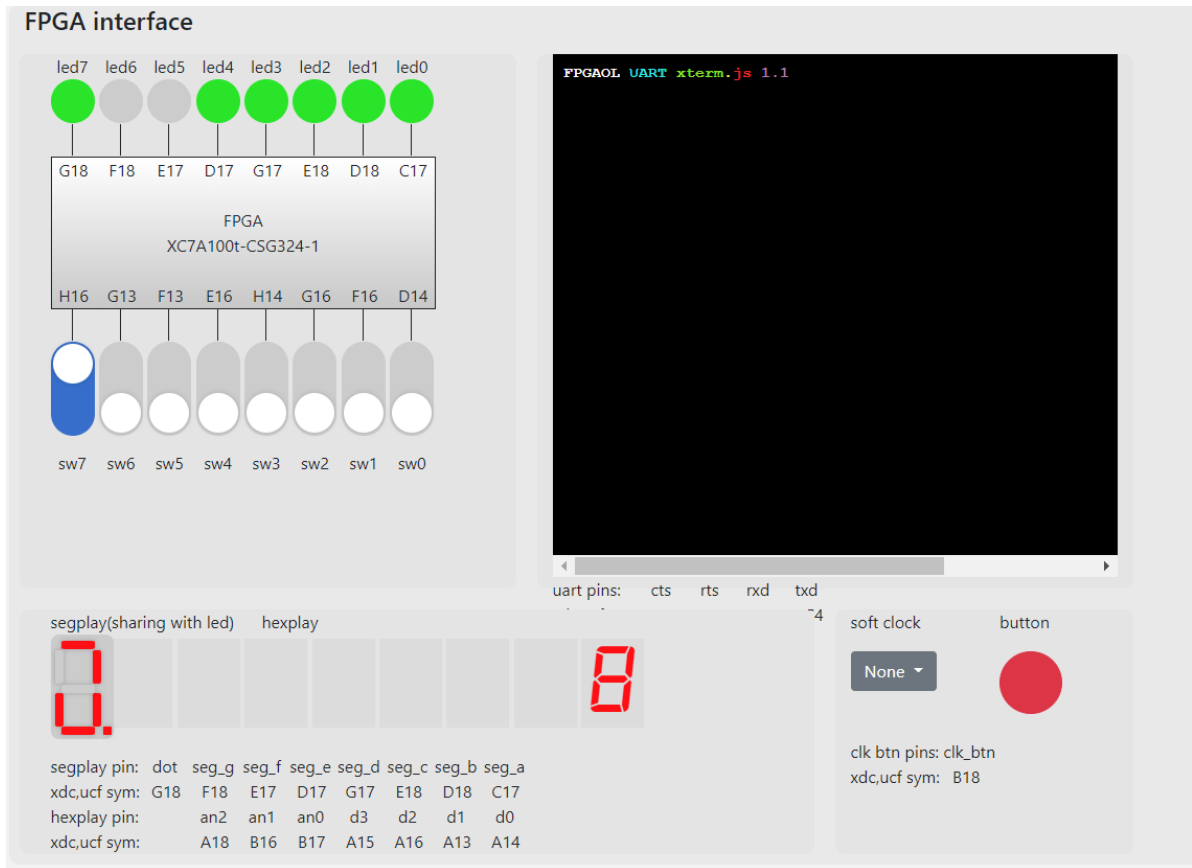 FPGA interface
led7 led6 led5 led4 led3 led2 led1 led0
G18 F18 E17 D17 G17 E18 D18 C17
FPGA
XC7A100t-CSG324-1
H16 G13 F13 E16 H14 G16 F16 D14
sw7 sw6 sw5 sw4 sw3 sw2 sw1 sw0
FPGAOL UART xterm.js 1.1
uart pins: cts rts rxd txd
4
segplay(sharing with led) hexplay
8
segplay pin: dot seg_g seg_f seg_e seg_d seg_c seg_b seg_a
xdc,ucf sym: G18 F18 E17 D17 G17 E18 D18 C17
hexplay pin: an2 an1 an0 d3 d2 d1 d0
xdc,ucf sym: A18 B16 B17 A15 A16 A13 A14
soft clock button
None
clk btn pins: clk_btn
xdc,ucf sym: B18